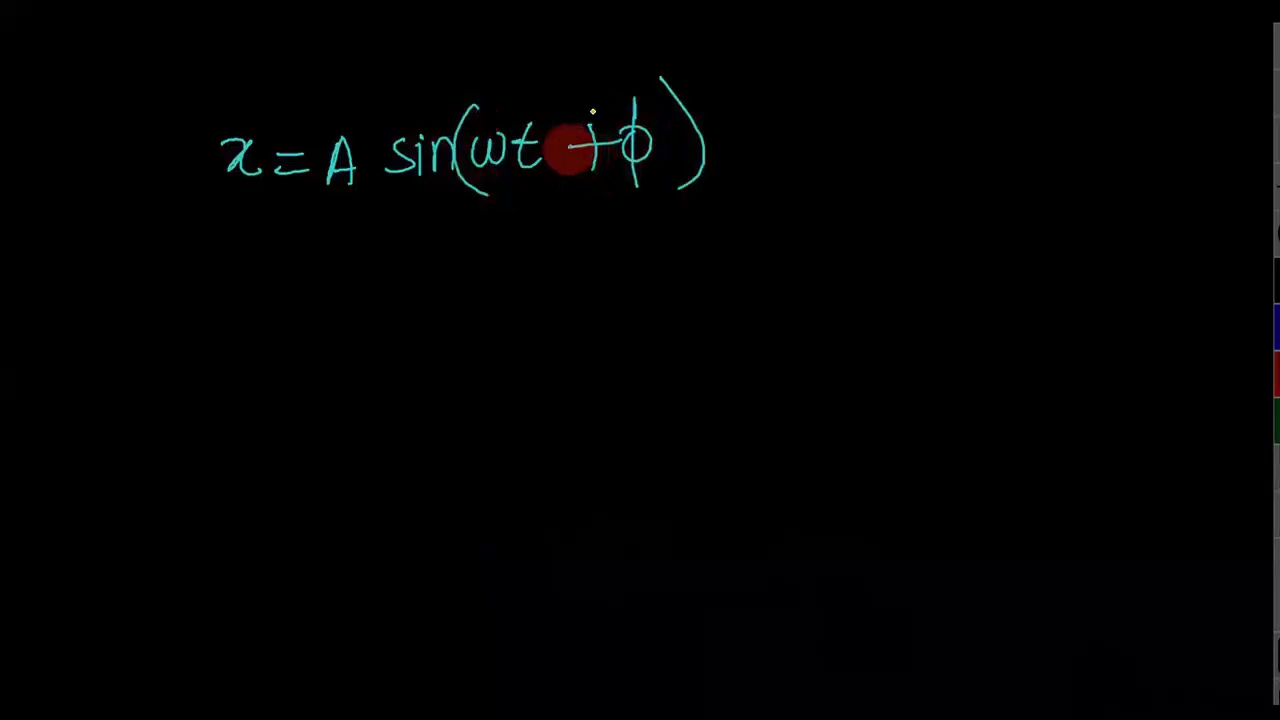 x = A sin(ωt + ϕ)